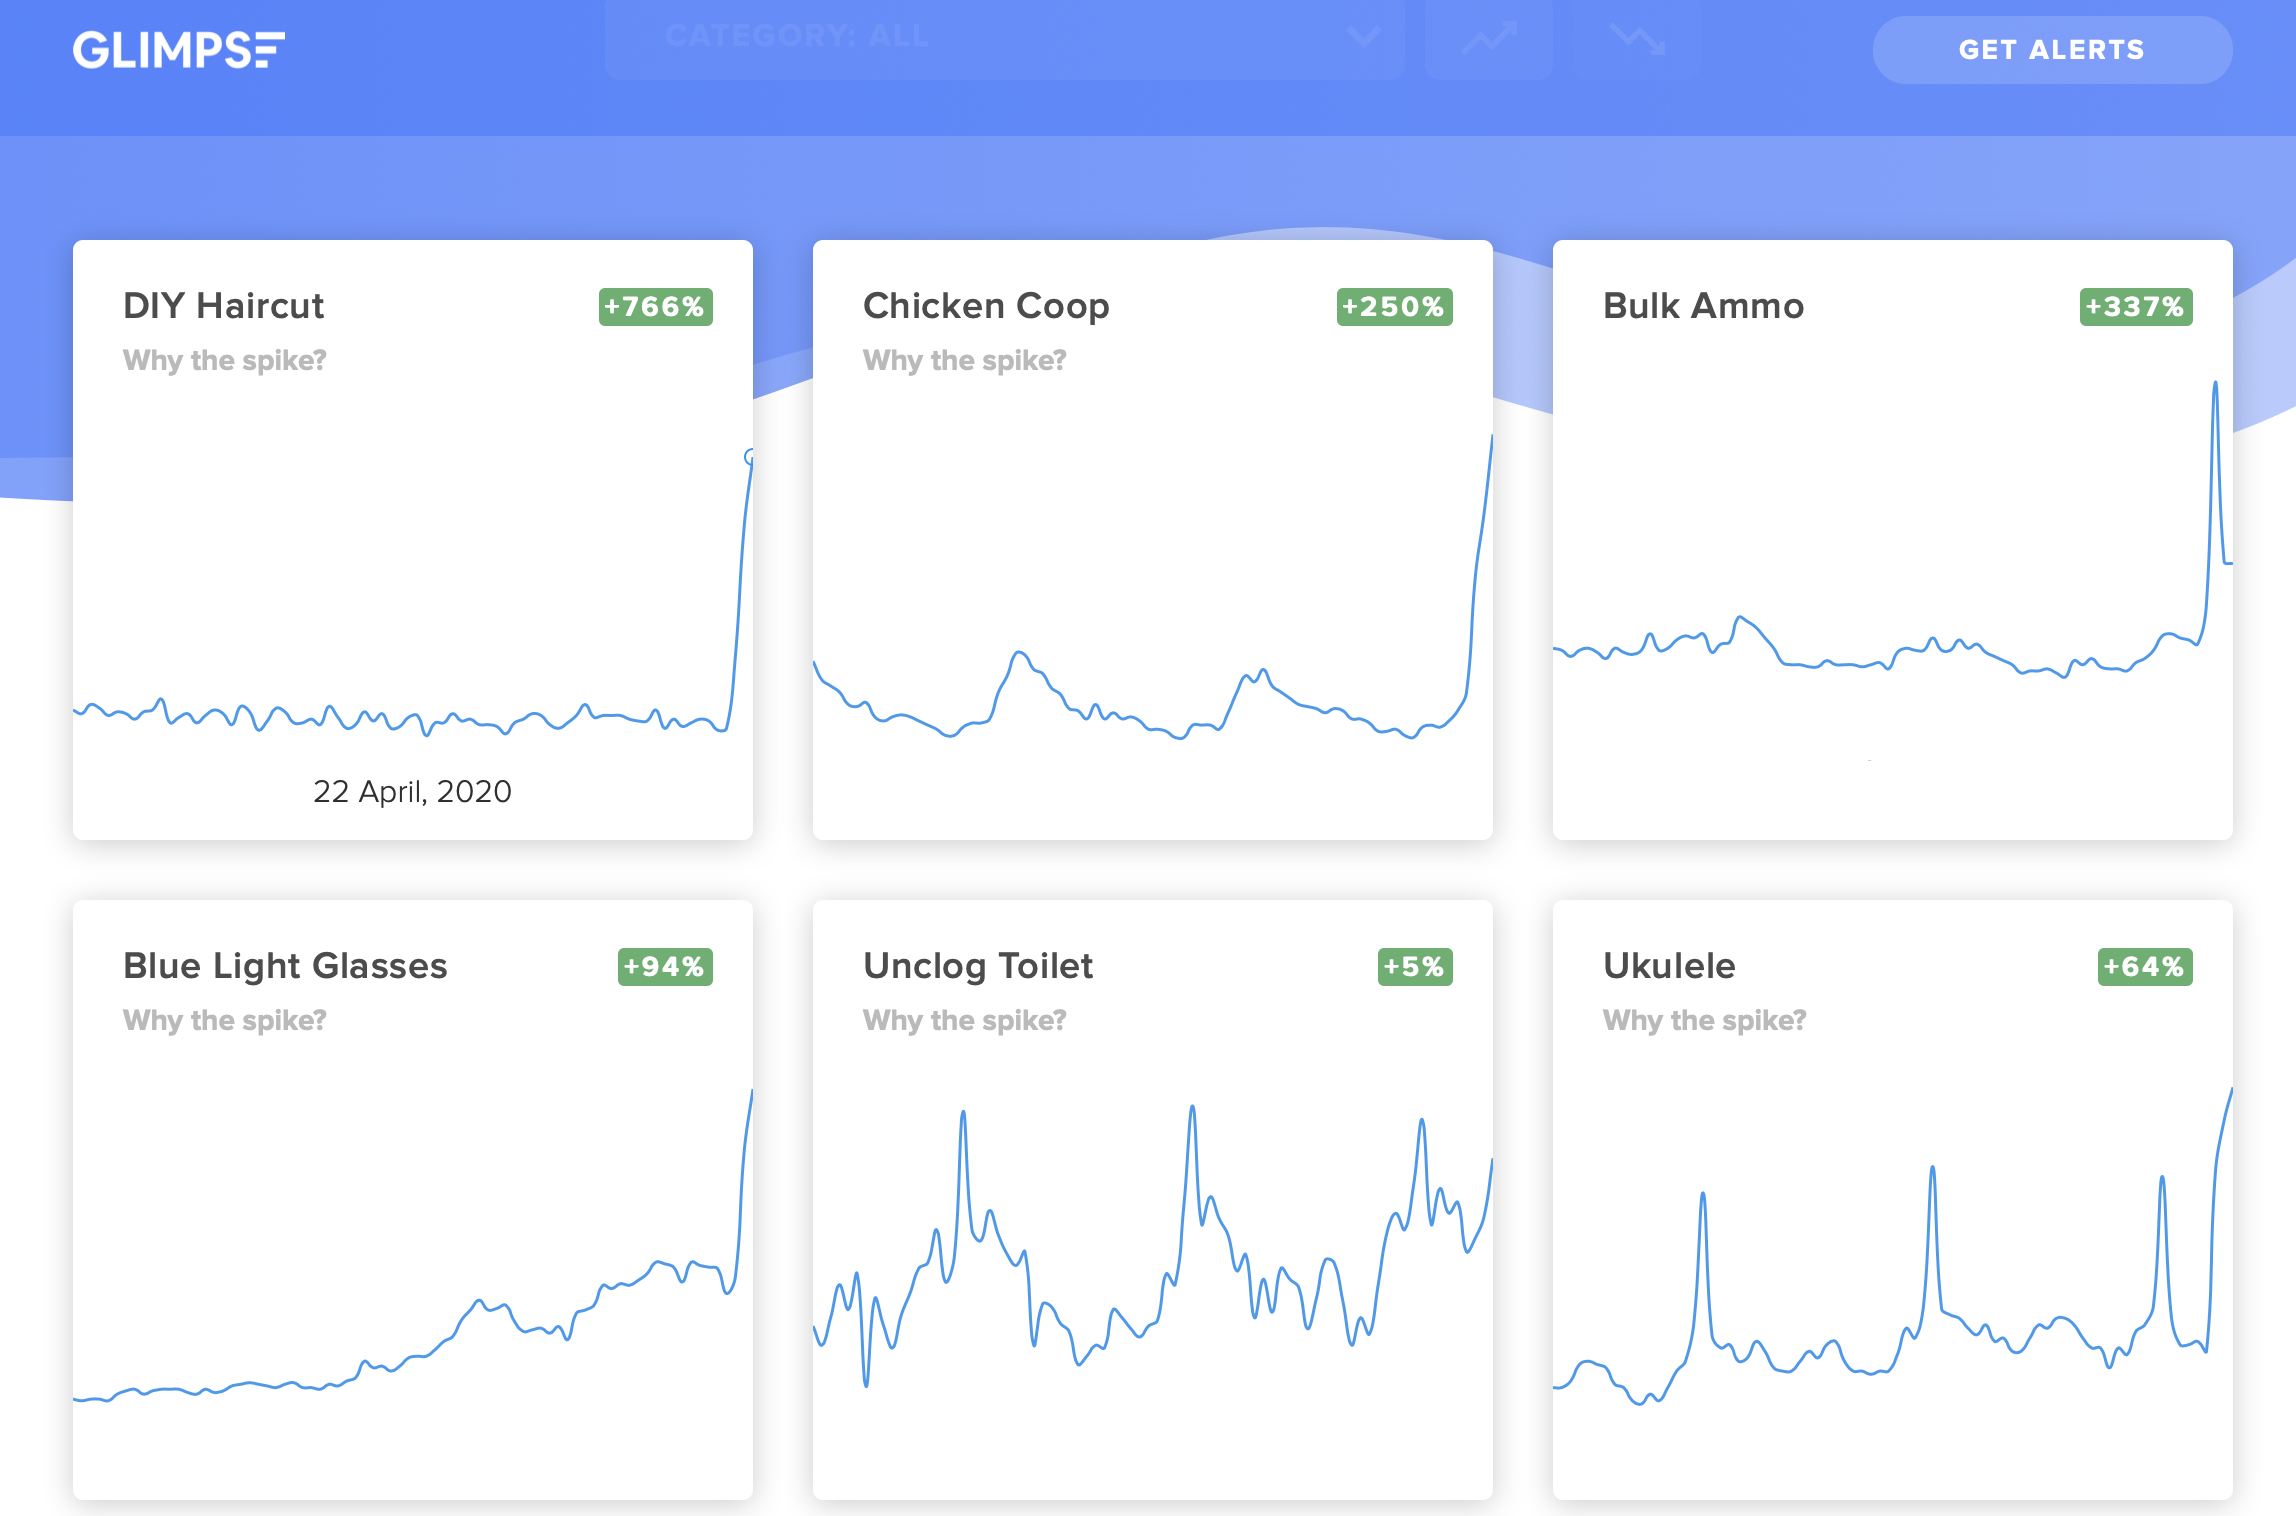 GLIMPSE
CATEGORY: ALL
GET ALERTS
DIY Haircut
+766%
Why the spike?
22 April, 2020
Chicken Coop
+250%
Why the spike?
Bulk Ammo
+337%
Blue Light Glasses
+94%
Why the spike?
Unclog Toilet
+5%
Why the spike?
Ukulele
+64%
Why the spike?